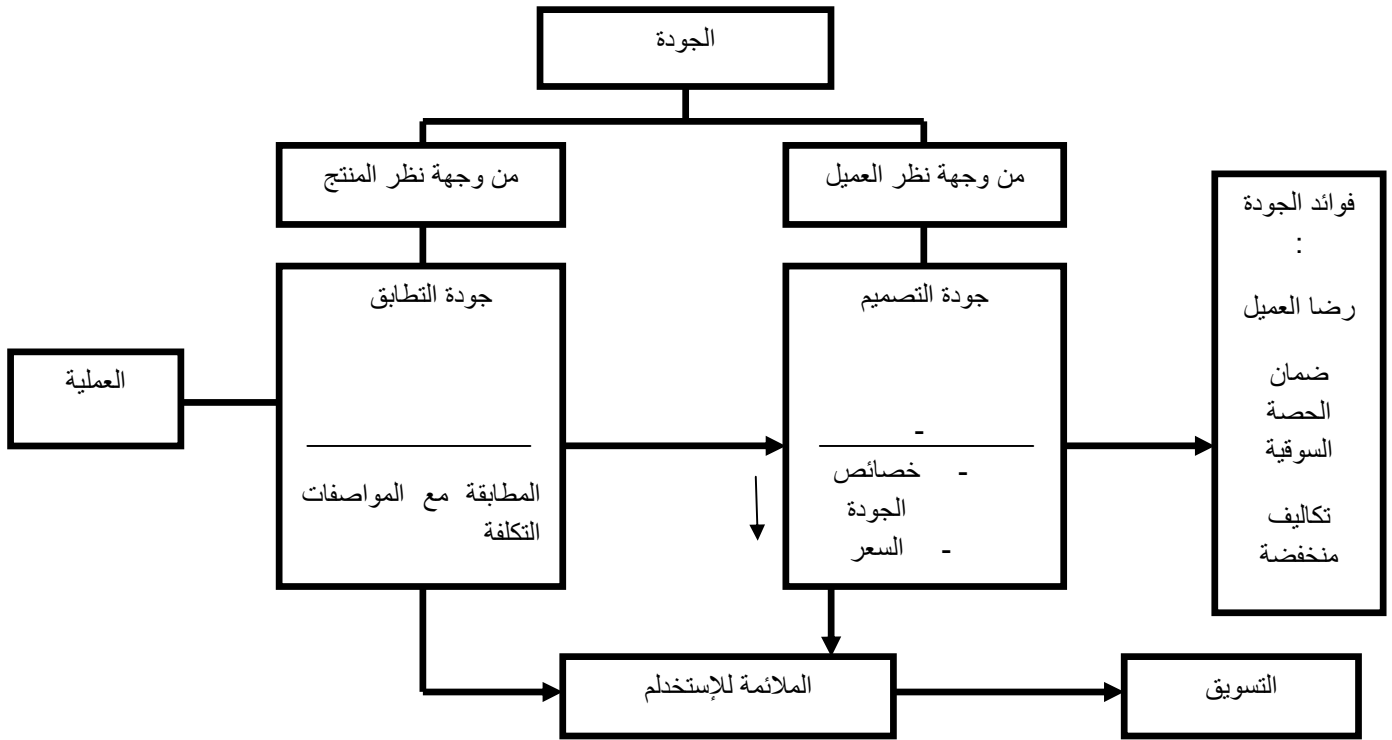 الجودة
من وجهة نظر العميل
من وجهة نظر المنتج
فوائد الجودة
:
رضا العميل
ضمان
الحصة
السوقية
تكاليف
منخفضة
جودة التصميم
-
- خصائص
الجودة
- السعر
جودة التطابق
المطابقة مع المواصفات
التكلفة
العملية
الملائمة للإستخدلم
التسويق